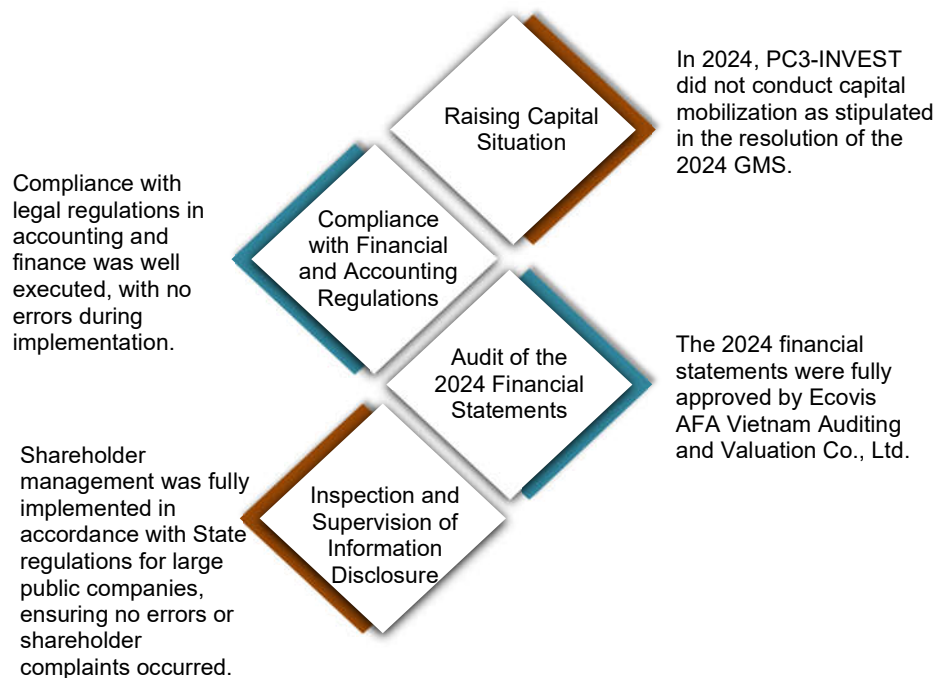 Raising Capital
Situation
In 2024, PC3-INVEST
did not conduct capital
mobilization as stipulated
in the resolution of the
2024 GMS.
Compliance with
legal regulations in
accounting and
finance was well
executed, with no
errors during
implementation.
Compliance
with Financial
and Accounting
Regulations
Audit of the
2024 Financial
Statements
The 2024 financial
statements were fully
approved by Ecovis
AFA Vietnam Auditing
and Valuation Co., Ltd.
Shareholder
management was fully
implemented in
accordance with State
regulations for large
public companies,
ensuring no errors or
shareholder
complaints occurred.
Inspection and
Supervision of
Information
Disclosure